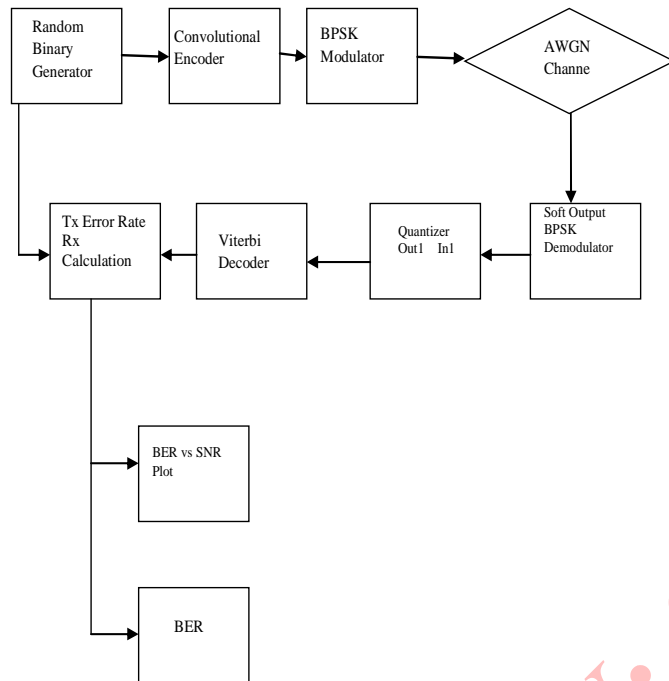 Random
Binary
Generator
Convolutional
Encoder
BPSK
Modulator
AWGN
Channe
Tx Error Rate
Rx
Calculation
Viterbi
Decoder
Quantizer
Out1 In1
Soft Output
BPSK
Demodulator
BER vs SNR
Plot
BER